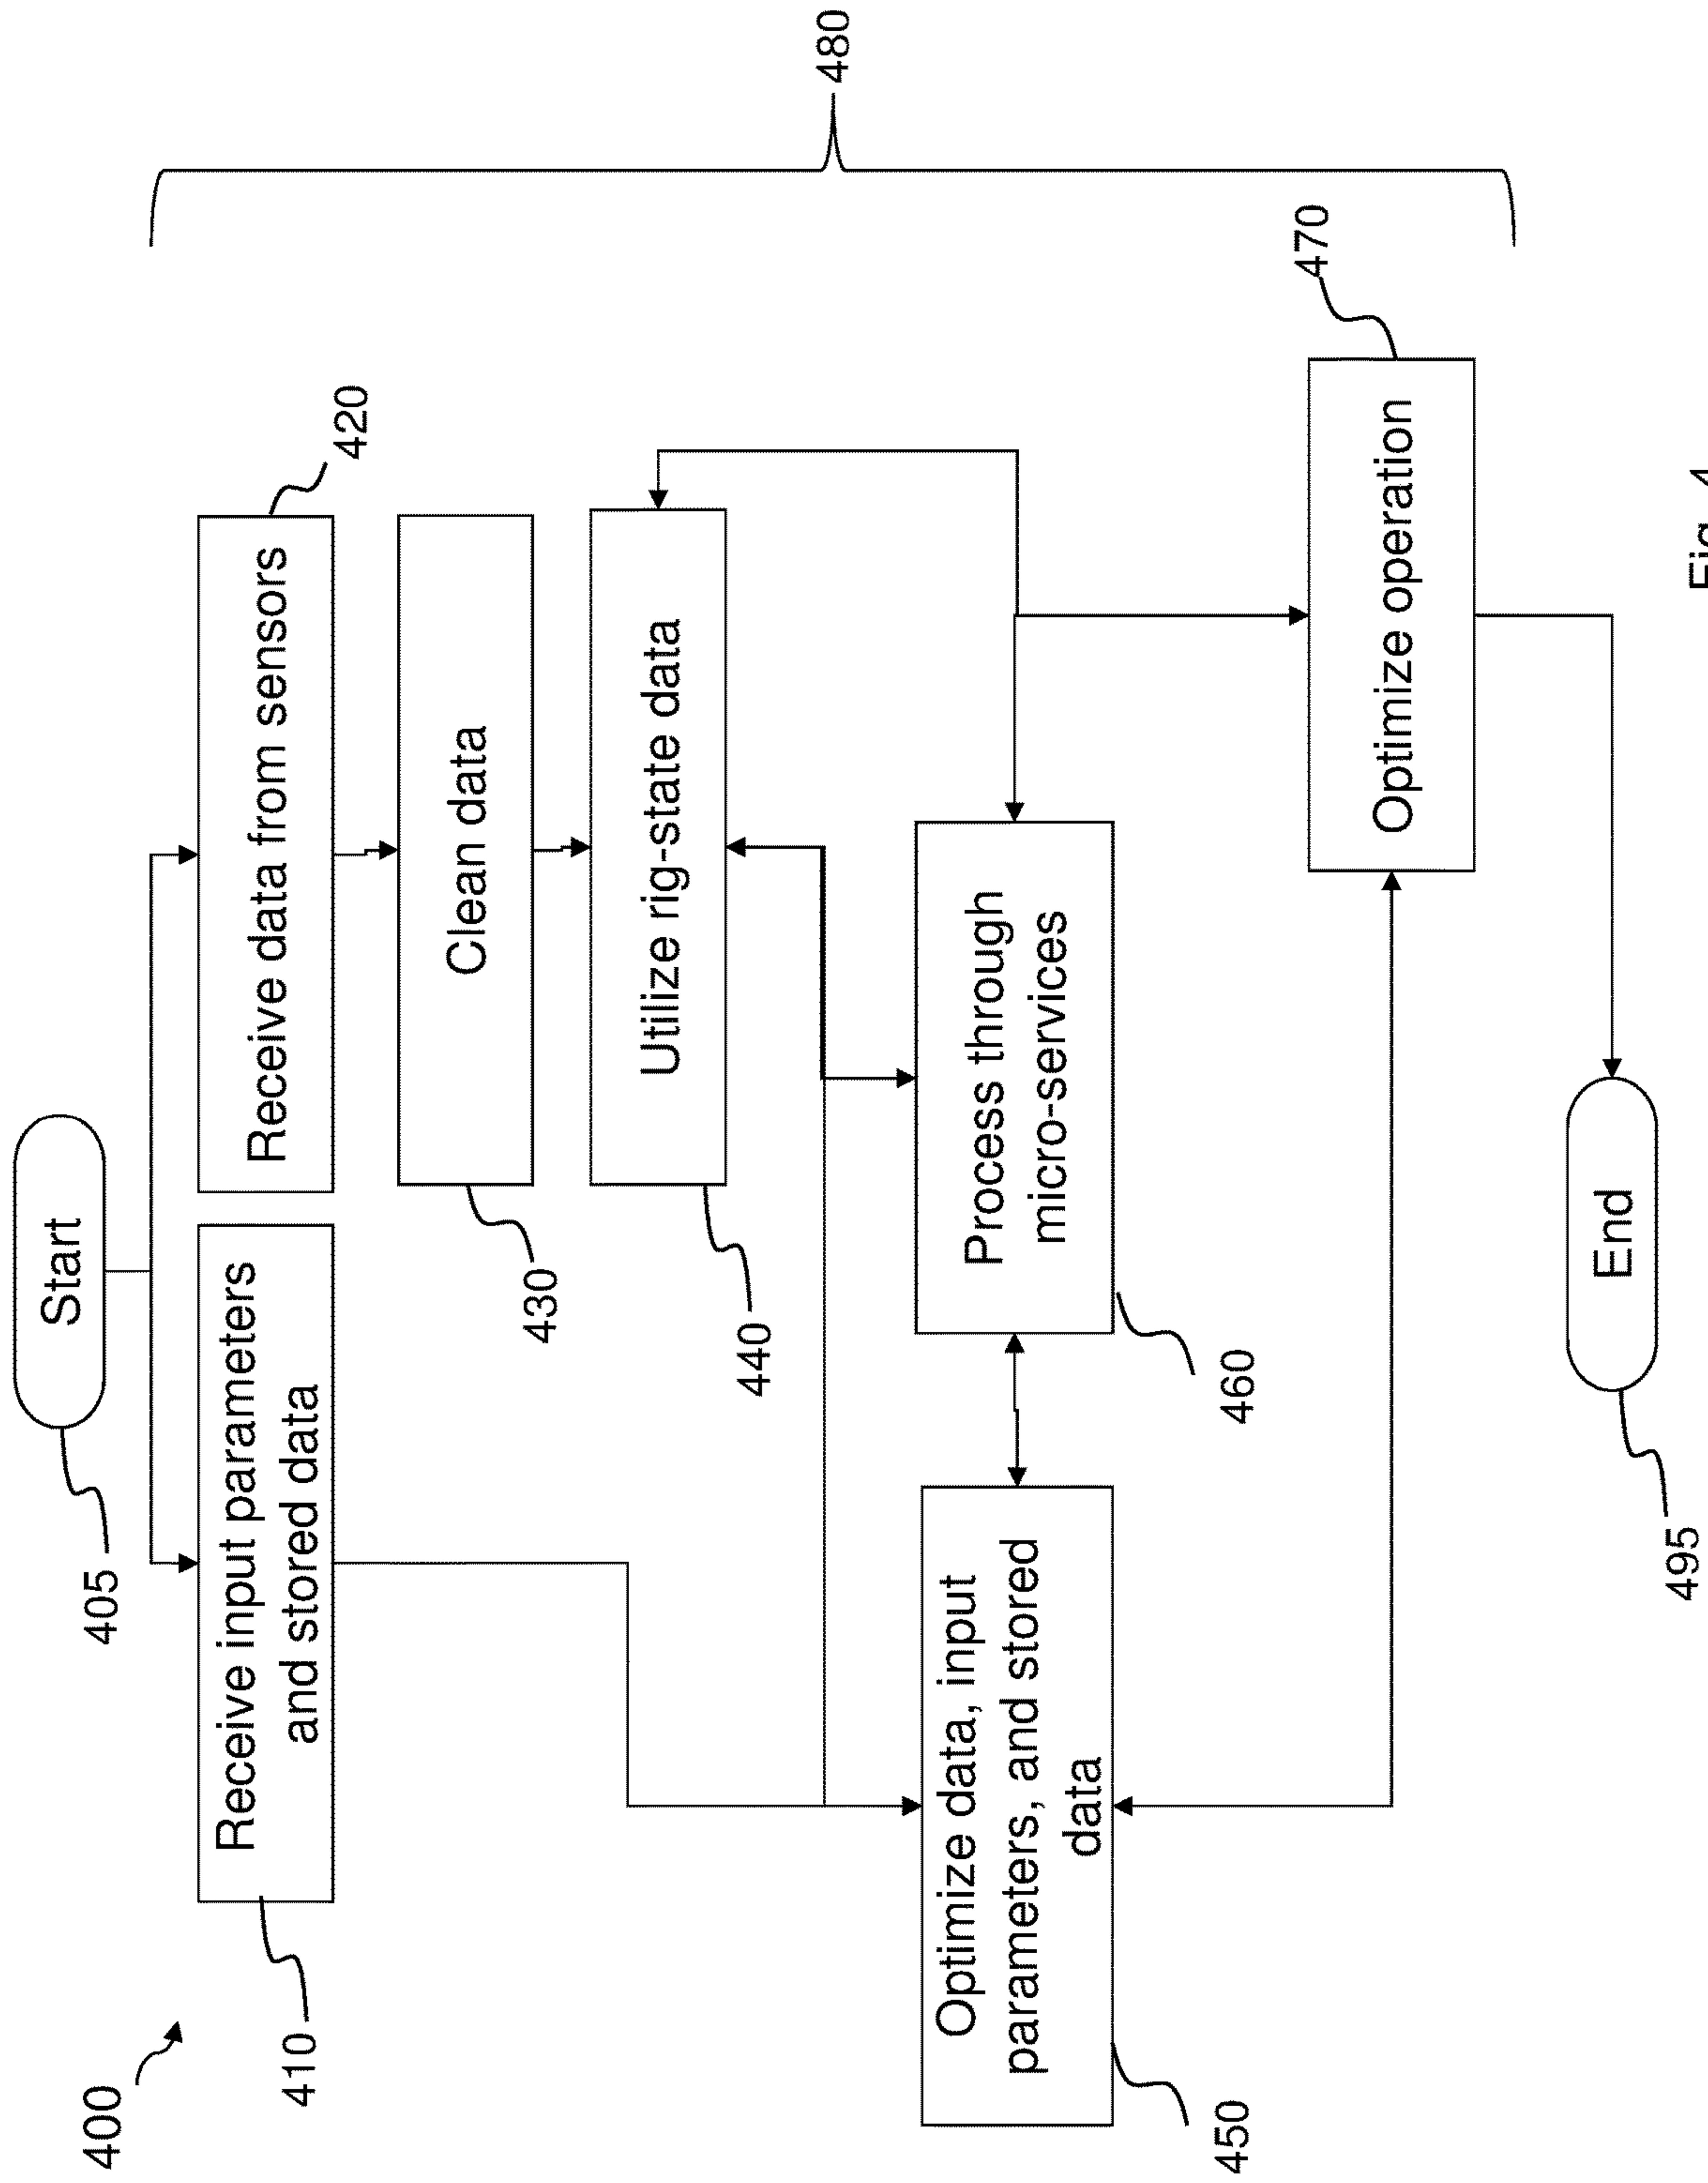 400
Start
405
Receive input parameters
and stored data
410
Receive data from sensors
420
Clean data
430
Utilize rig-state data
440
Optimize data, input
parameters, and stored
data
450
Process through
micro-services
460
Optimize operation
470
480
End
495